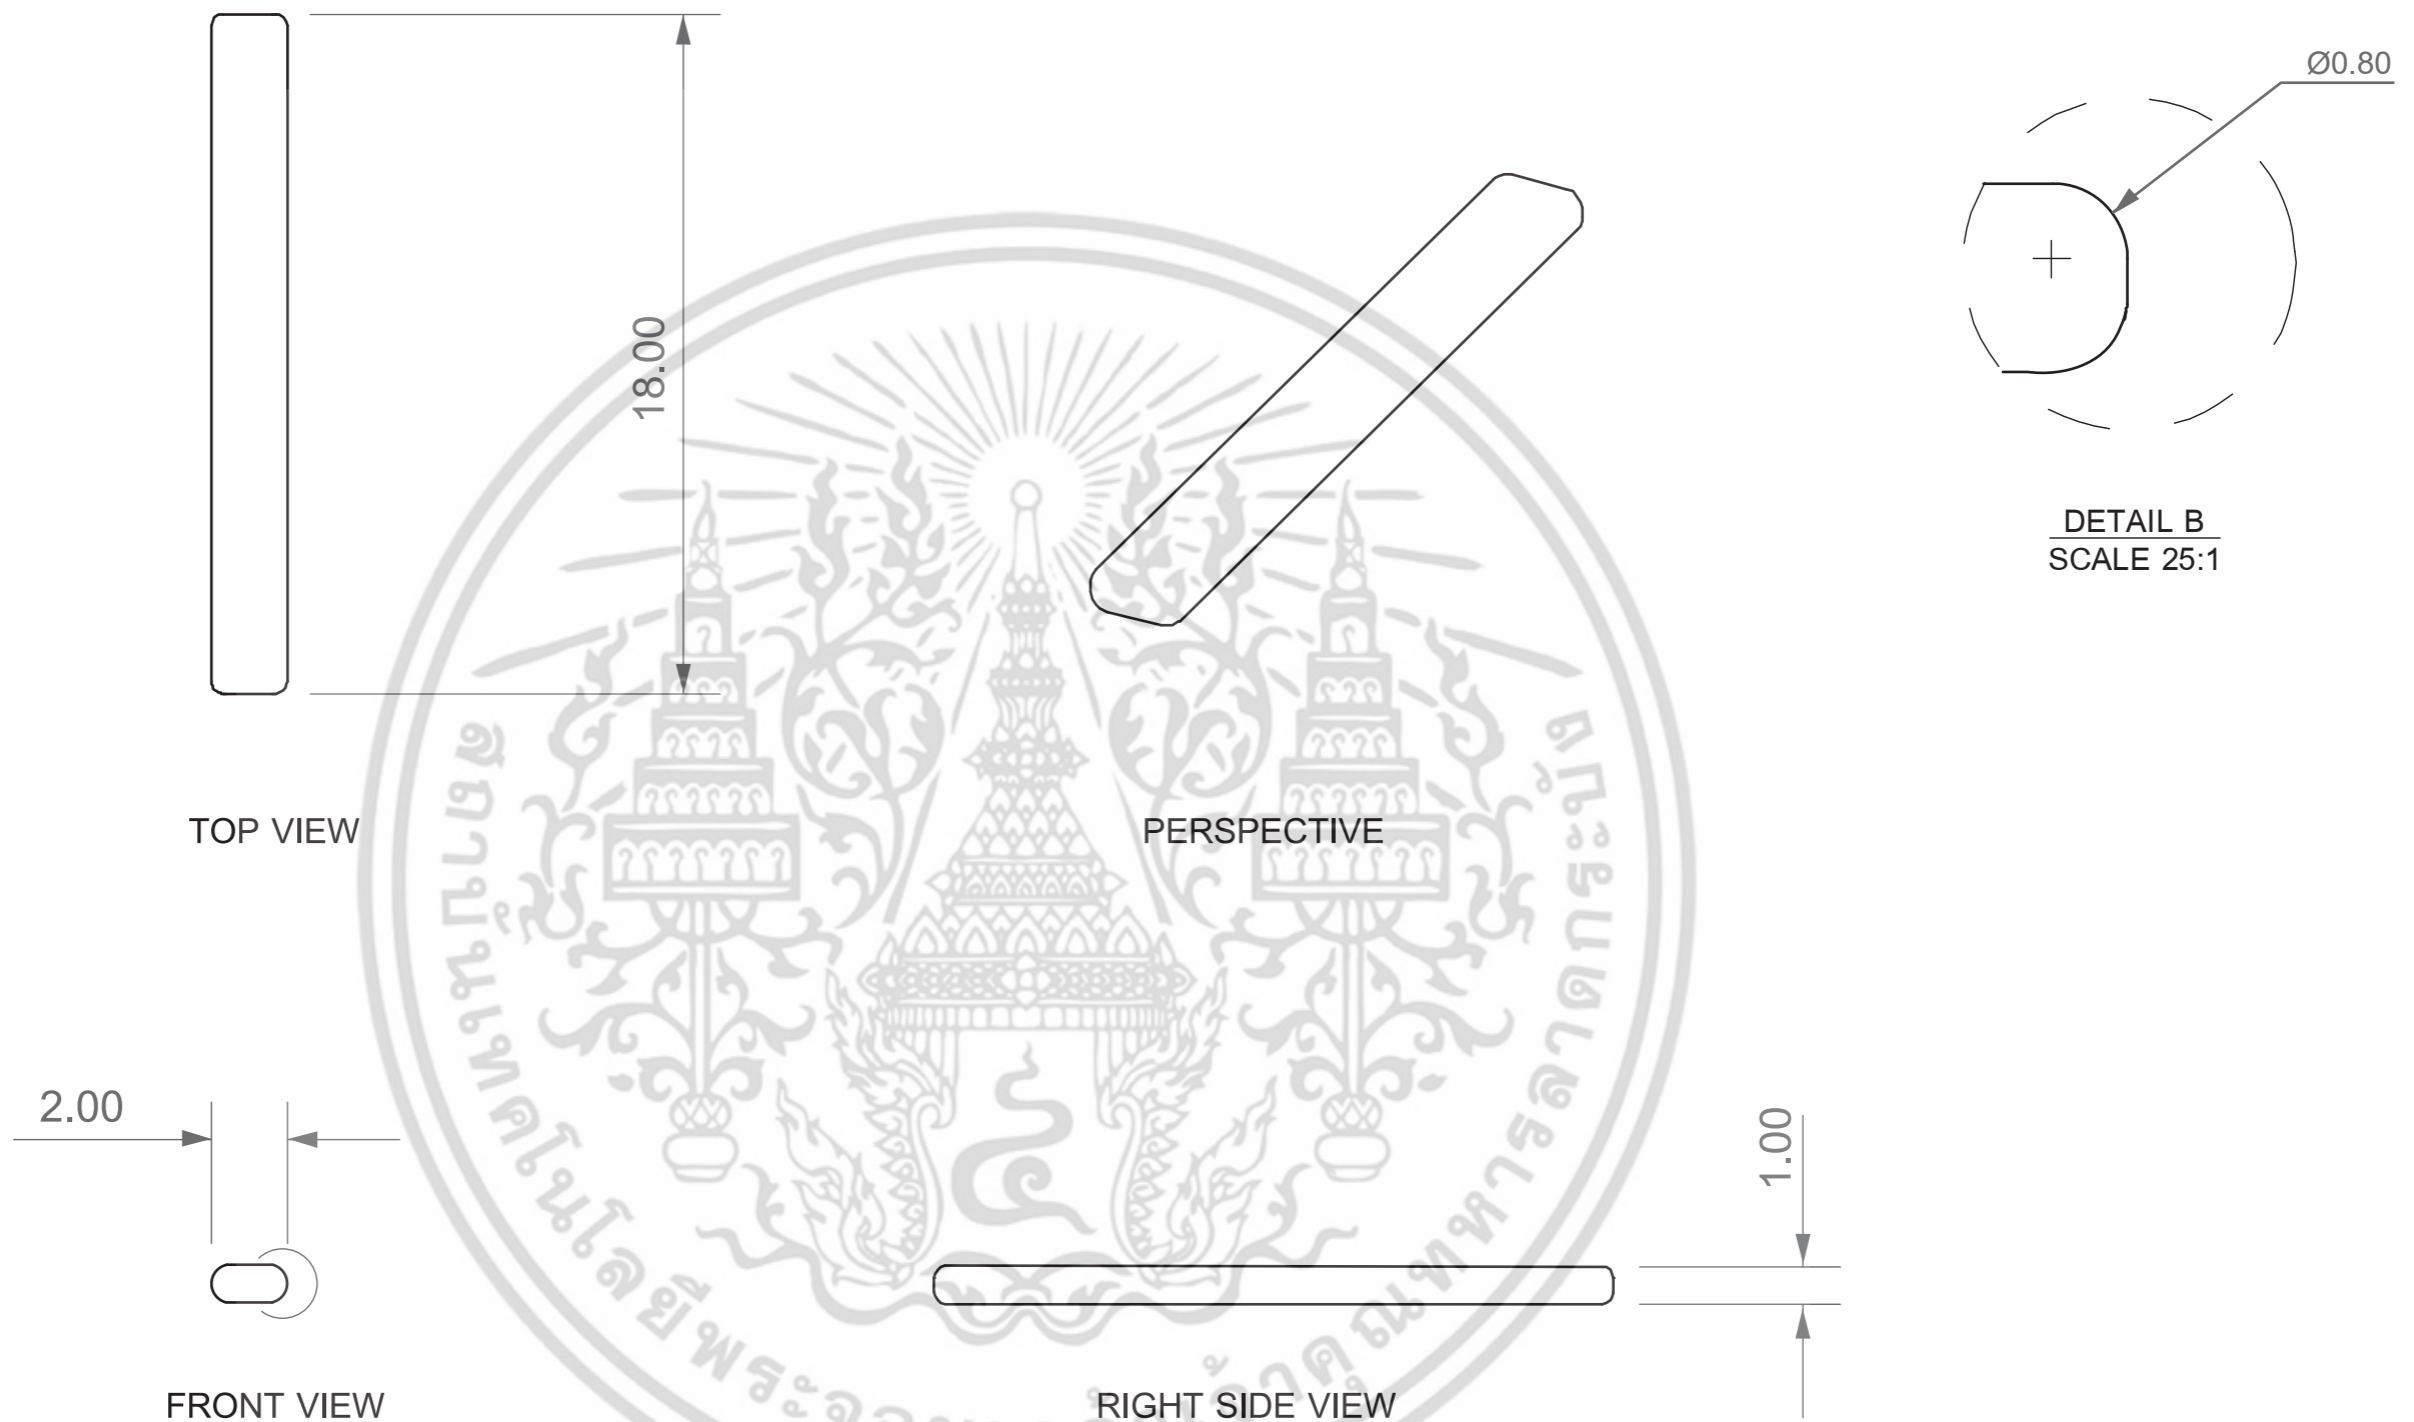 Ø0.80
18.00
DETAIL B
SCALE 25:1
TOP VIEW
PERSPECTIVE
2.00
1.00
FRONT VIEW
RIGHT SIDE VIEW